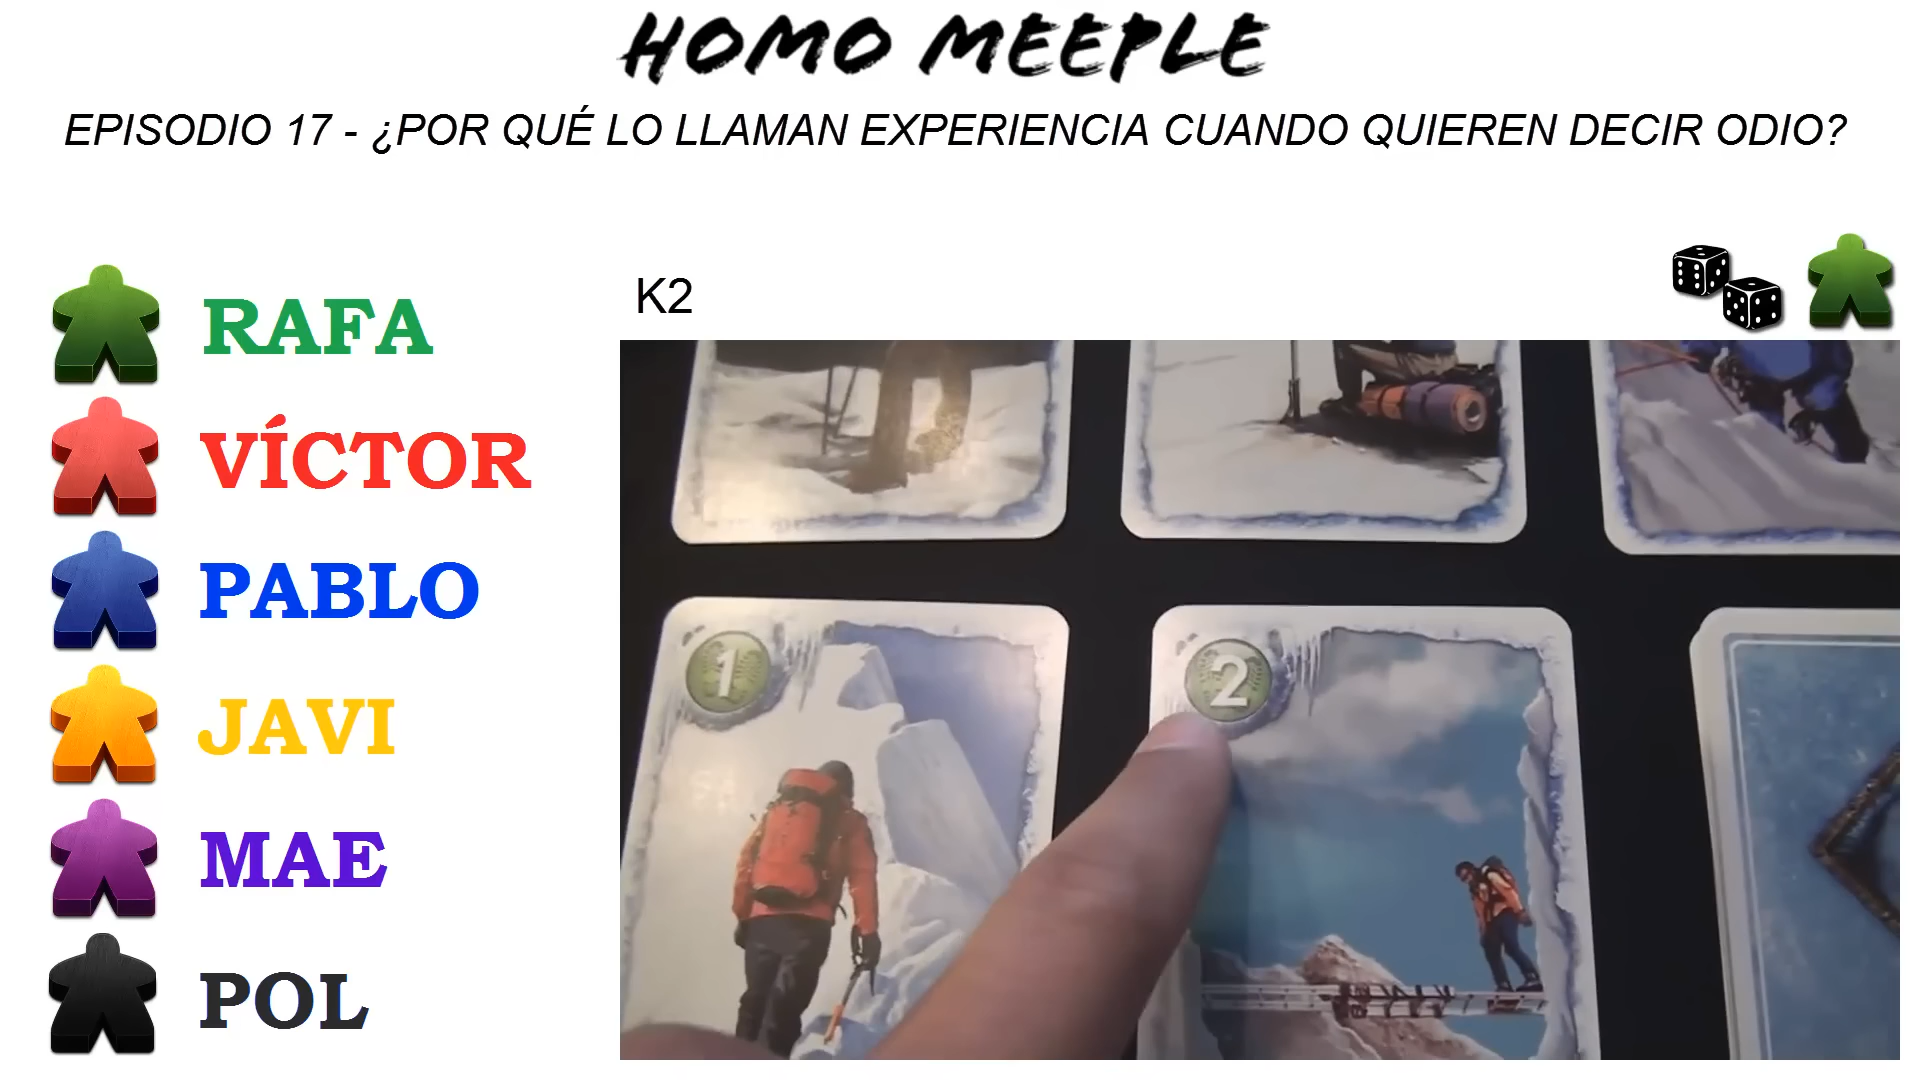 HOMO MEEPLE
EPISODIO 17 - ¿POR QUÉ LO LLAMAN EXPERIENCIA CUANDO QUIEREN DECIR ODIO?
K2
RAFA
VÍCTOR
PABLO
JAVI
MAE
POL
1
2